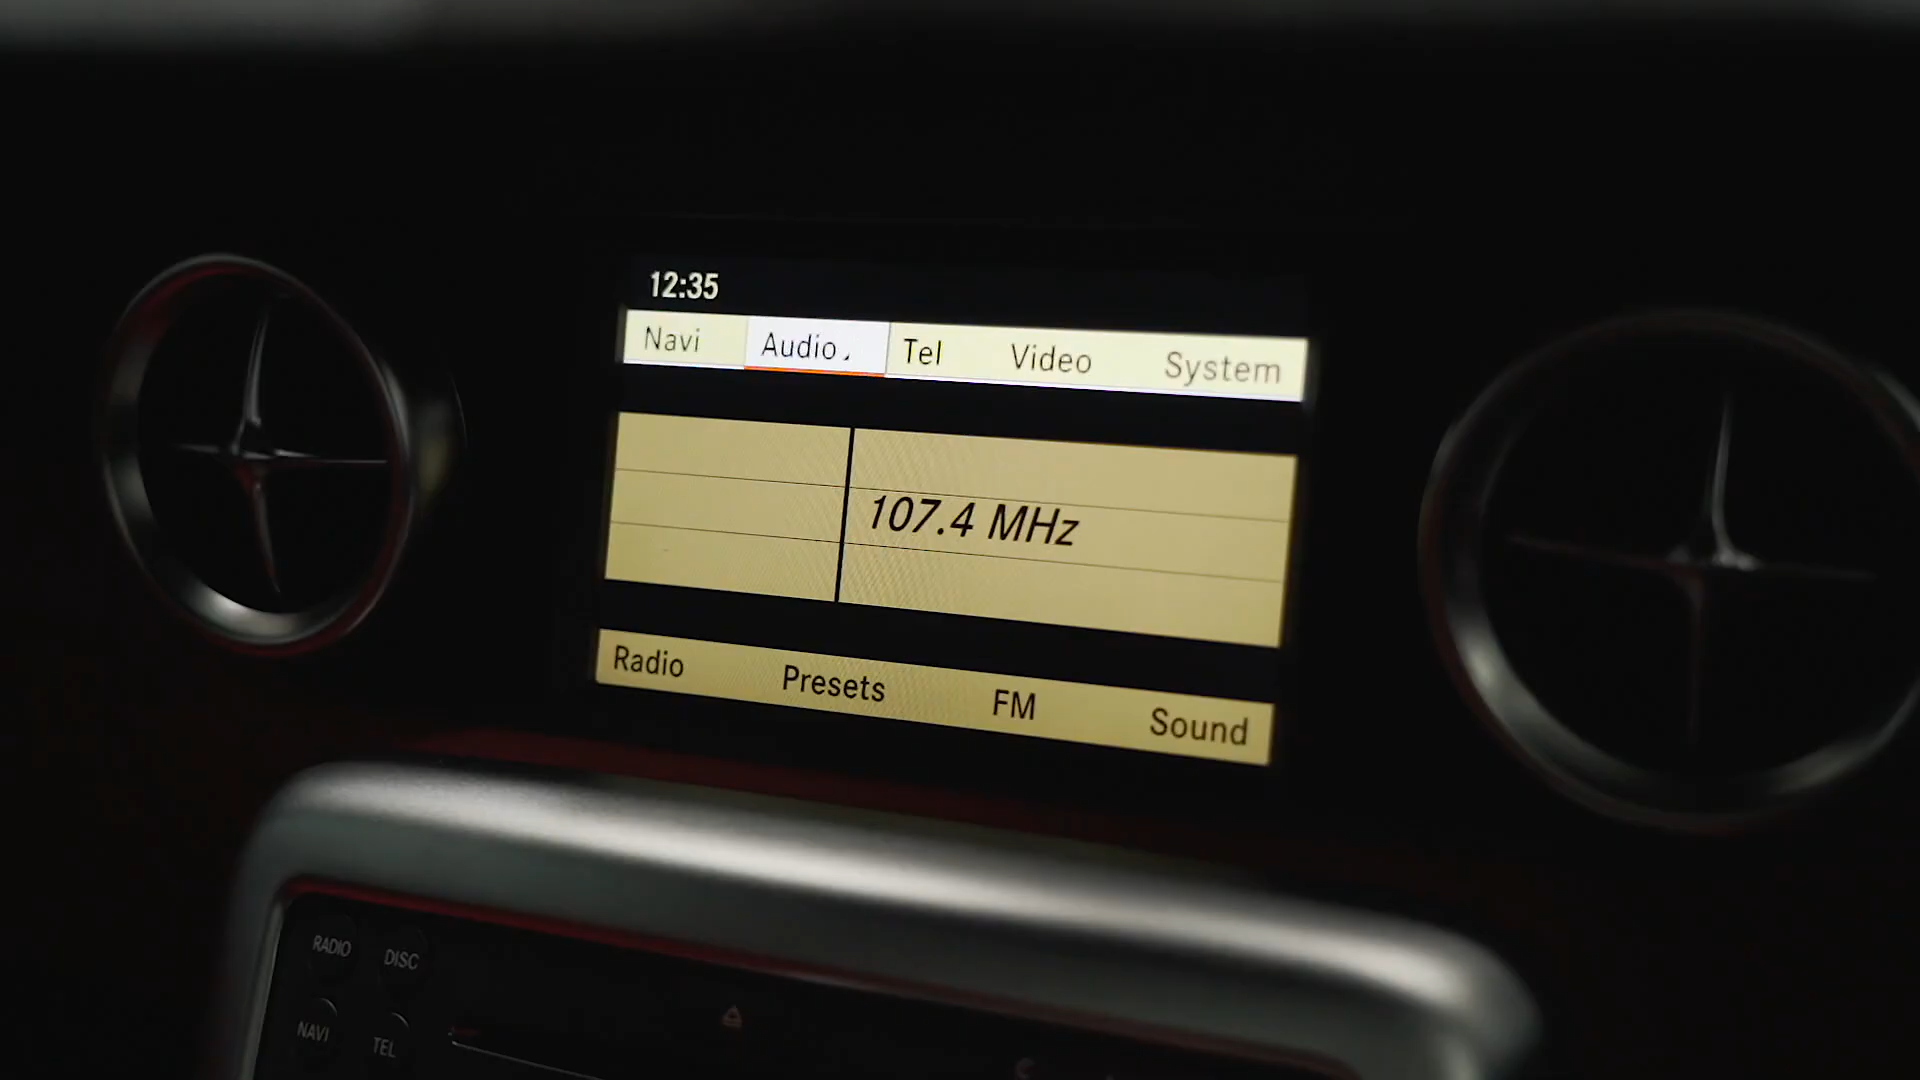 12:35
Navi Audio Tel Video System
107.4 MHz
Radio Presets FM Sound
RADIO DISC
NAVI TEL